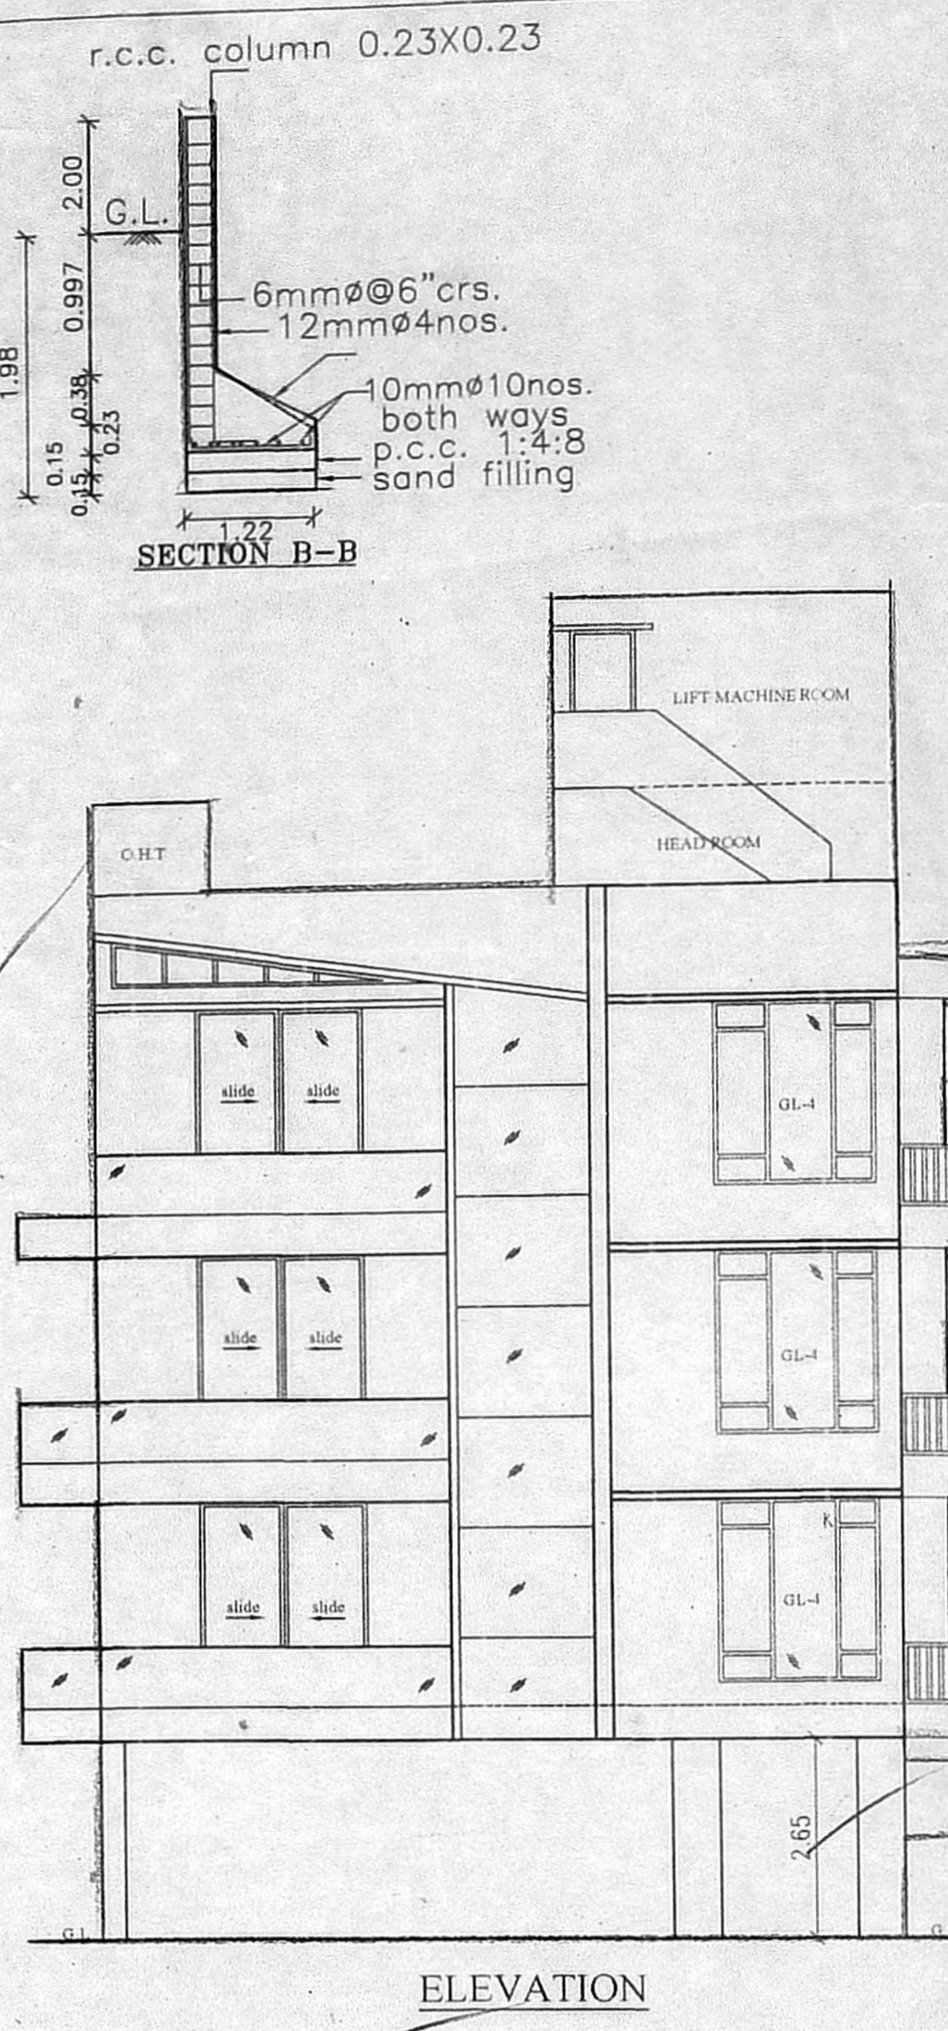 r.c.c. column 0.23X0.23
2.00
G.L.
0.997
1.98
6mmø@6"crs.
12mmø4nos.
0.38
10mmø10nos.
both ways
0.23
0.15
p.c.c. 1:4:8
0.15
sand filling
1.22
SECTION B-B
LIFT MACHINE ROOM
O.H.T
HEAD ROOM
slide slide
GL-4
slide slide
GL-4
slide slide
GL-4
2.65
G.L
ELEVATION